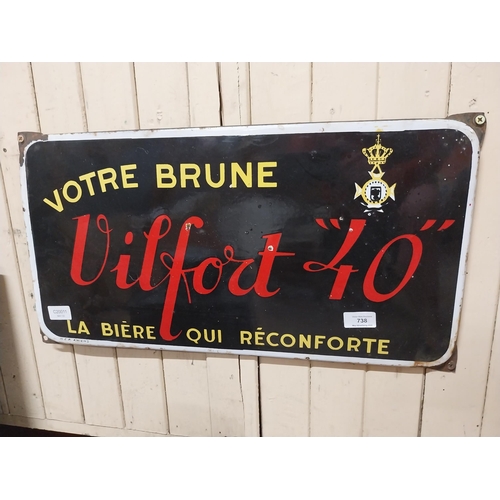 VOTRE BRUNE
Vilfort "40"
738
LA BIÈRE QUI RÉCONFORTE